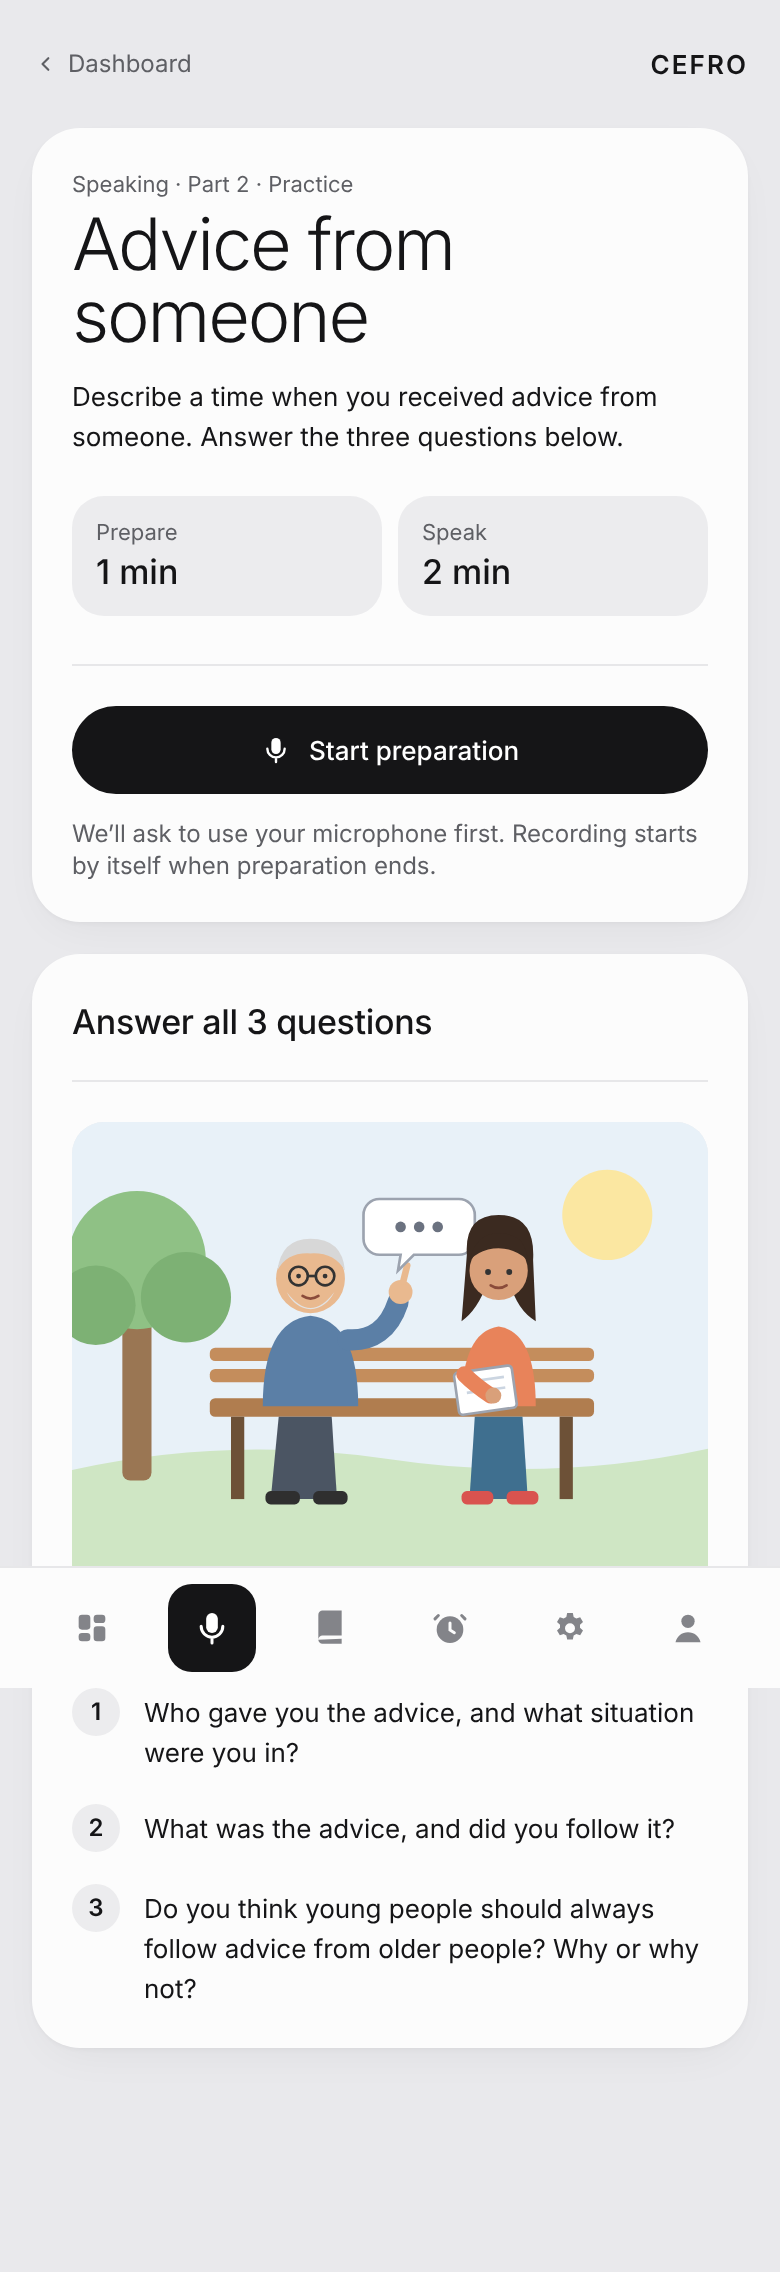 Dashboard
CEFRO
Speaking · Part 2 · Practice
Advice from
someone
Describe a time when you received advice from
someone. Answer the three questions below.
Prepare
1 min
Speak
2 min
Start preparation
We’ll ask to use your microphone first. Recording starts
by itself when preparation ends.
Answer all 3 questions
1
Who gave you the advice, and what situation
were you in?
2
What was the advice, and did you follow it?
3
Do you think young people should always
follow advice from older people? Why or why
not?